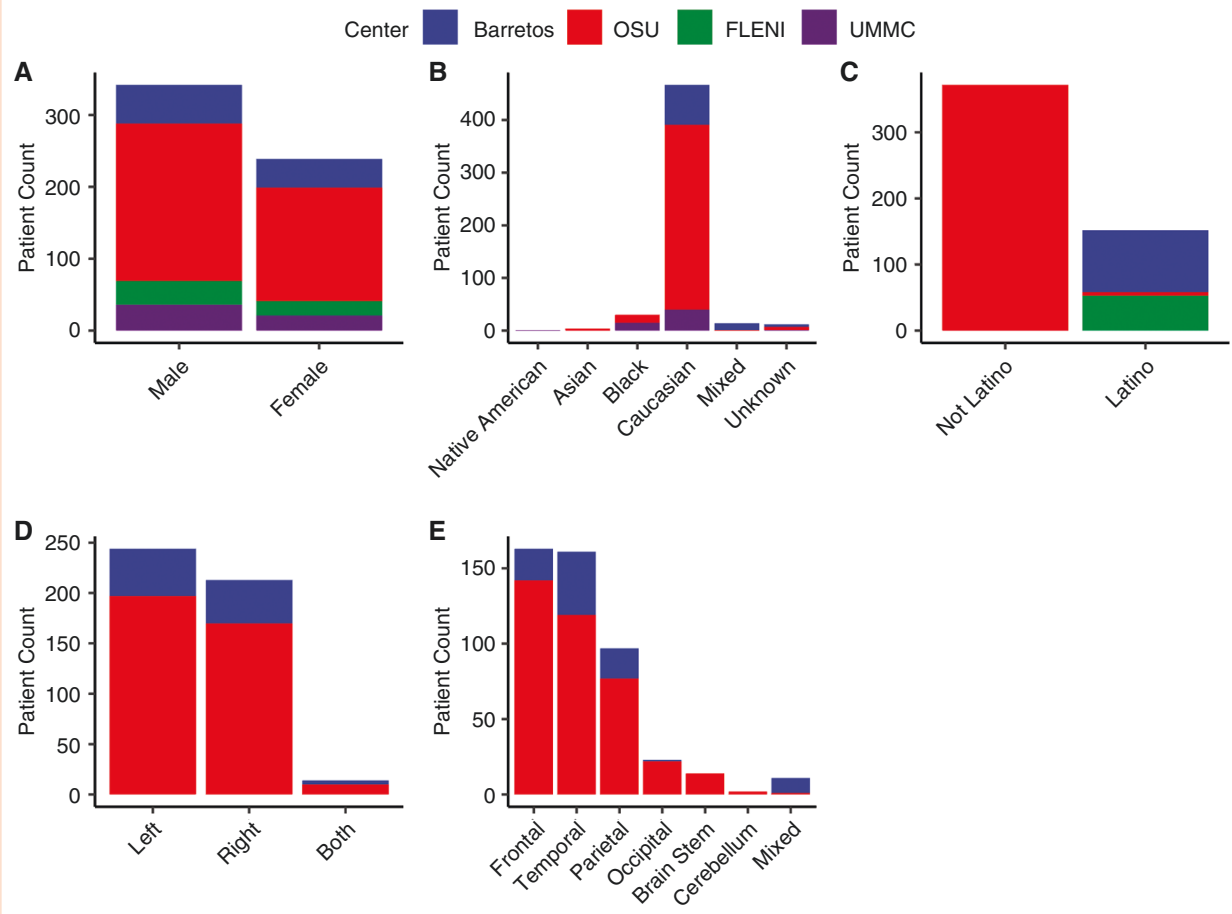 Center Barretos OSU FLENI UMMC
A
Patient Count
300
200
100
0
Male
Female
B
Patient Count
400
300
200
100
0
Native American
Asian
Black
Caucasian
Mixed
Unknown
C
Patient Count
300
200
100
0
Not Latino
Latino
D
Patient Count
250
200
150
100
50
0
Left
Right
Both
E
Patient Count
150
100
50
0
Frontal
Temporal
Parietal
Occipital
Brain Stem
Cerebellum
Mixed